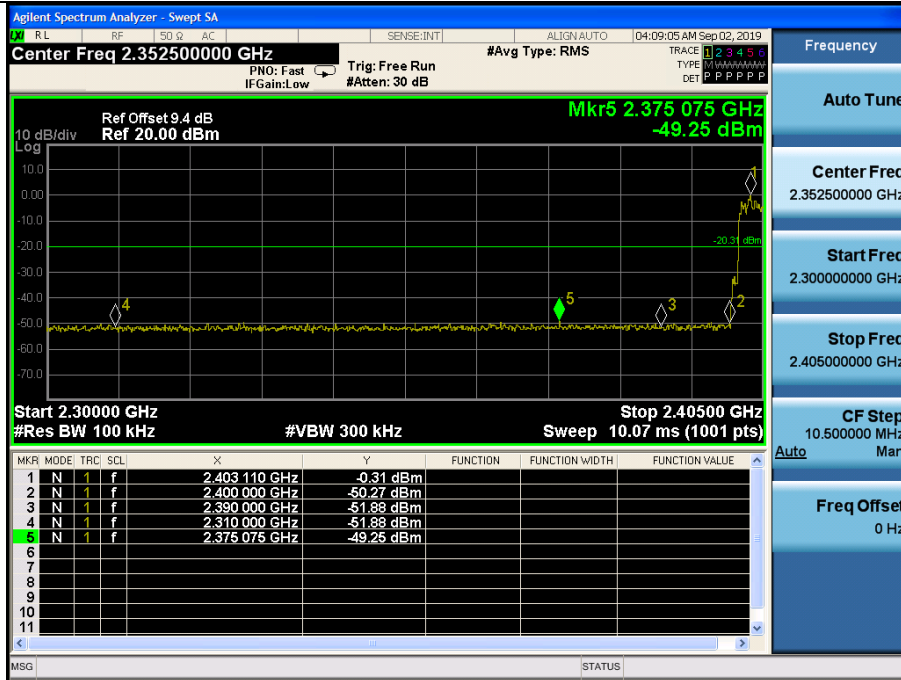 Agilent Spectrum Analyzer - Swept SA
LXI RL RF 50 Ω AC SENSE:INT ALIGN AUTO 04:09:05 AM Sep 02, 2019
Center Freq 2.352500000 GHz
PNO: Fast
IFGain:Low
Trig: Free Run
#Atten: 30 dB
#Avg Type: RMS
TRACE 1 2 3 4 5 6
TYPE M W W W W W
DET P P P P P P
Mkr5 2.375 075 GHz
-49.25 dBm
Ref Offset 9.4 dB
10 dB/div Ref 20.00 dBm
Log
10.0
0.00
-10.0
-20.0
-30.0
-40.0
-50.0
-60.0
-70.0
-20.31 dBm
1
2
3
4
5
Start 2.30000 GHz Stop 2.40500 GHz
#Res BW 100 kHz #VBW 300 kHz Sweep 10.07 ms (1001 pts)
MKR MODE TRC SCL X Y FUNCTION FUNCTION WIDTH FUNCTION VALUE
1 N 1 f 2.403 110 GHz -0.31 dBm
2 N 1 f 2.400 000 GHz -50.27 dBm
3 N 1 f 2.390 000 GHz -51.88 dBm
4 N 1 f 2.310 000 GHz -51.88 dBm
5 N 1 f 2.375 075 GHz -49.25 dBm
6
7
8
9
10
11
MSG STATUS
Frequency
Auto Tune
Center Freq
2.352500000 GHz
Start Freq
2.300000000 GHz
Stop Freq
2.405000000 GHz
CF Step
10.500000 MHz
Auto Man
Freq Offset
0 Hz